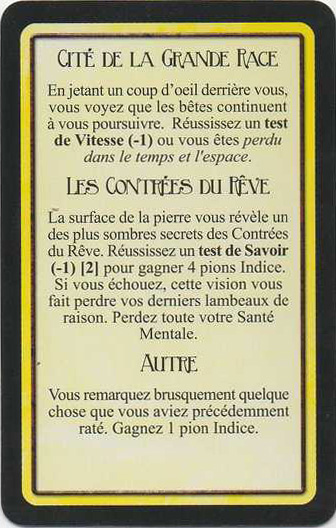 CITÉ DE LA GRANDE RACE
En jetant un coup d'oeil derrière vous,
vous voyez que les bêtes continuent
à vous poursuivre. Réussissez un test
de Vitesse (-1) ou vous êtes perdu
dans le temps et l'espace.
LES CONTRÉES DU RÊVE
La surface de la pierre vous révèle un
des plus sombres secrets des Contrées
du Rêve. Réussissez un test de Savoir
(-1) [2] pour gagner 4 pions Indice.
Si vous échouez, cette vision vous
fait perdre vos derniers lambeaux de
raison. Perdez toute votre Santé
Mentale.
AUTRE
Vous remarquez brusquement quelque
chose que vous aviez précédemment
raté. Gagnez 1 pion Indice.